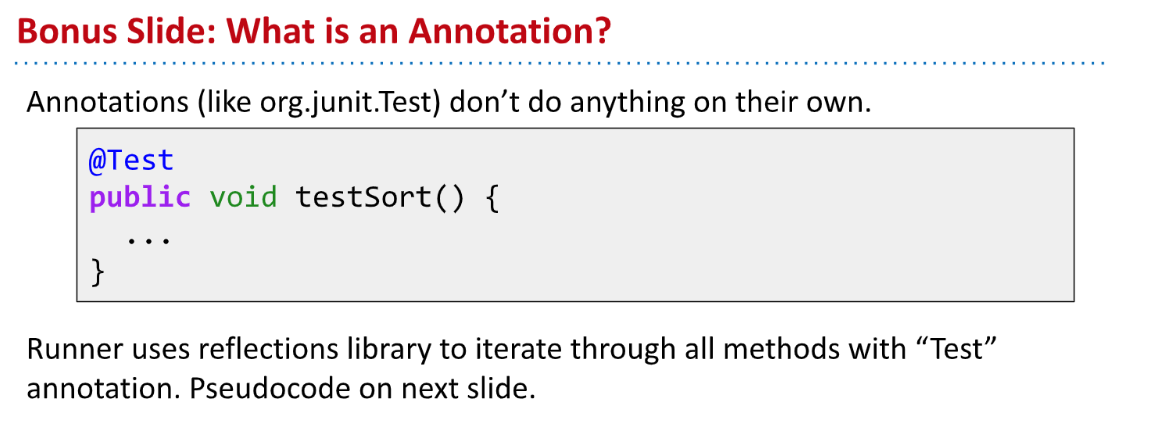 Bonus Slide: What is an Annotation?
Annotations (like org.junit.Test) don’t do anything on their own.
@Test
public void testSort() {
...
}
Runner uses reflections library to iterate through all methods with “Test”
annotation. Pseudocode on next slide.